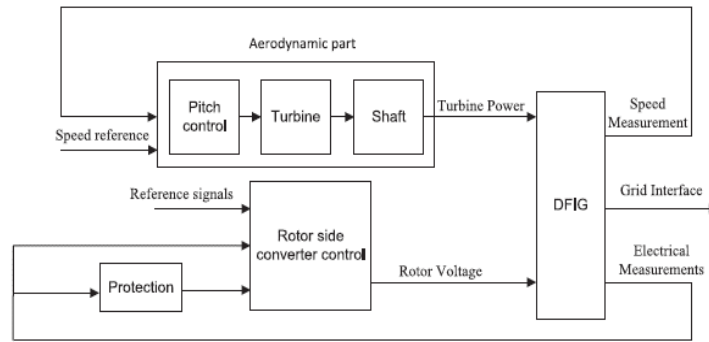 Aerodynamic part
Pitch
control
Turbine
Shaft
Turbine Power
Speed
Measurement
Speed reference
Reference signals
Rotor side
converter control
DFIG
Grid Interface
Electrical
Measurements
Protection
Rotor Voltage